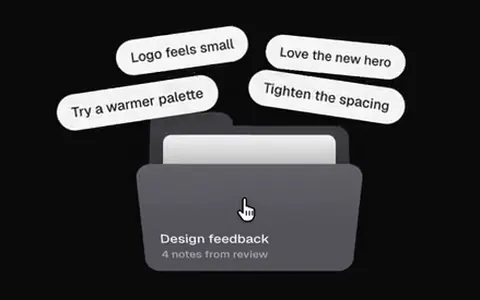 Logo feels small
Love the new hero
Try a warmer palette
Tighten the spacing
Design feedback
4 notes from review